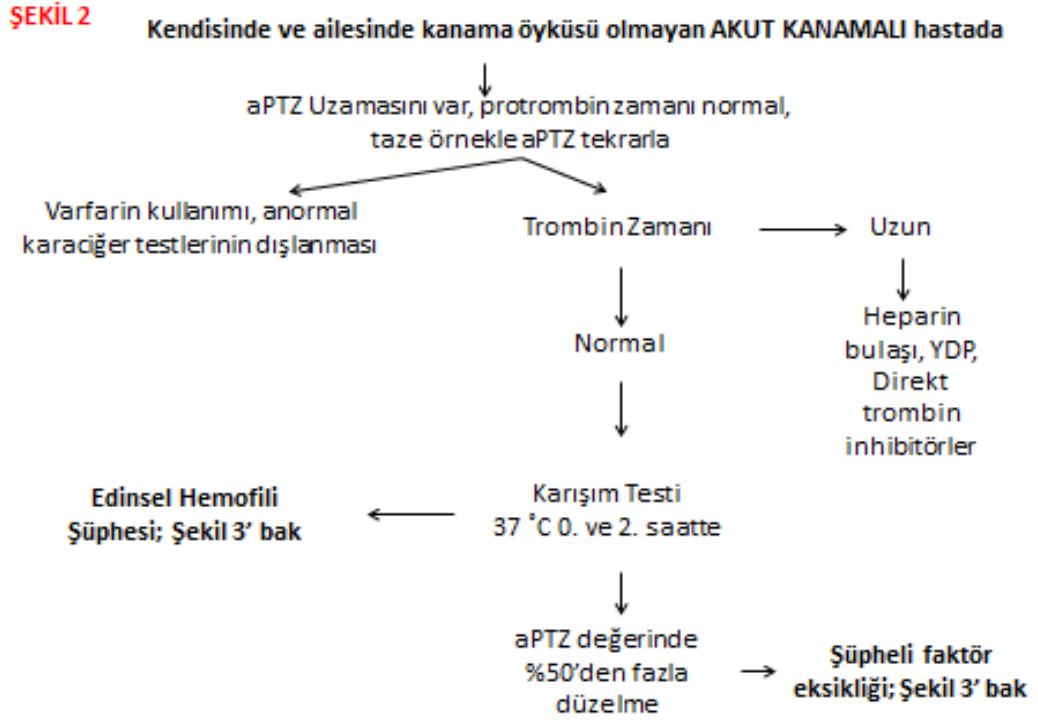 ŞEKİL 2
Kendisinde ve ailesinde kanama öyküsü olmayan AKUT KANAMALI hastada
aPTZ Uzamasını var, protrombin zamanı normal,
taze örnekle aPTZ tekrarla
Varfarin kullanımı, anormal
karaciğer testlerinin dışlanması
Trombin Zamanı
Uzun
Normal
Heparin
bulaşı, YDP,
Direkt
trombin
inhibitörler
Edinsel Hemofili
Şüphesi; Şekil 3' bak
Karışım Testi
37 ˚C 0. ve 2. saatte
aPTZ değerinde
%50'den fazla
düzelme
Şüpheli faktör
eksikliği; Şekil 3' bak